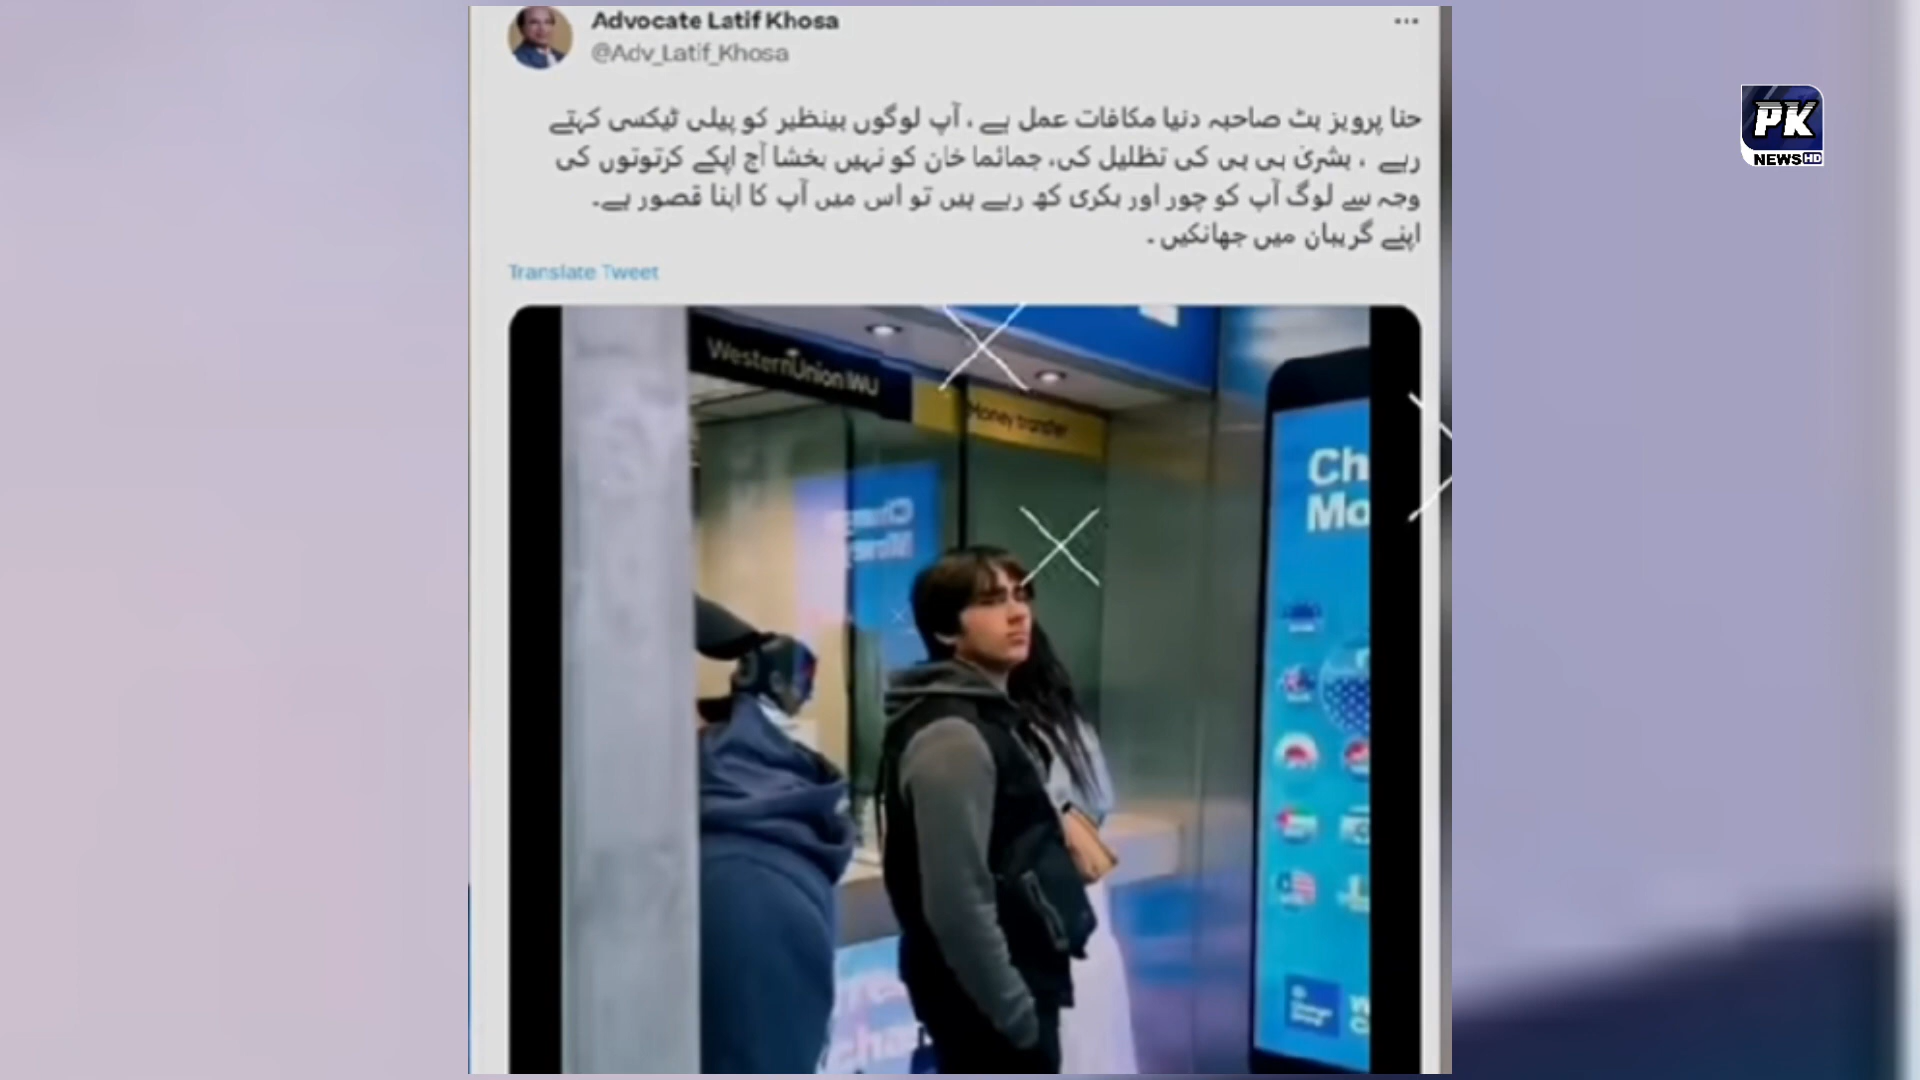 Advocate Latif Khosa
@Adv_Latif_Khosa
حنا پرویز بٹ صاحبہ دنیا مکافات عمل ہے ، آپ لوگوں بینظیر کو پیلی ٹیکسی کہتے
رہے ، بشریٰ بی بی کی تظلیل کی، جمائما خان کو نہیں بخشا آج اپکے کرتوتوں کی
وجہ سے لوگ آپ کو چور اور بکری کھ رہے ہیں تو اس میں آپ کا اپنا قصور ہے۔
اپنے گریبان میں جھانکیں ۔
Translate Tweet
WesternUnion WU
Money transfer
Ch
Mo
Change
Money
PK
NEWS HD